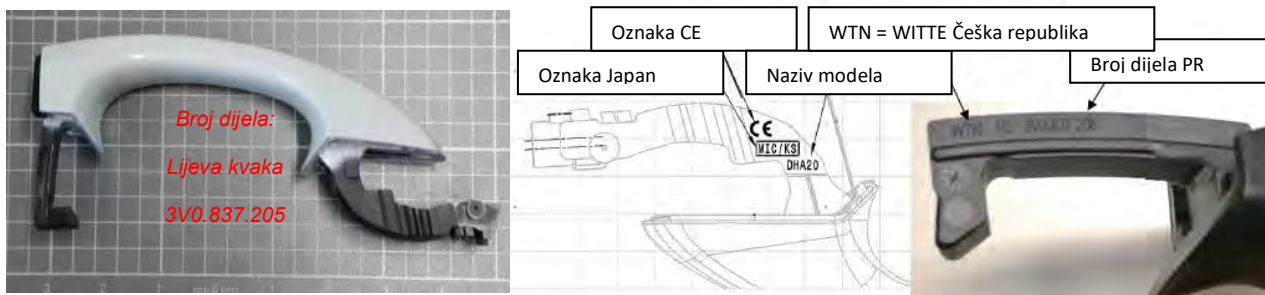 Broj dijela:
Lijeva kvaka
3V0.837.205
Oznaka CE
WTN = WITTE Češka republika
Oznaka Japan
Naziv modela
Broj dijela PR
CE
MIC/KS
DHA20
WTN